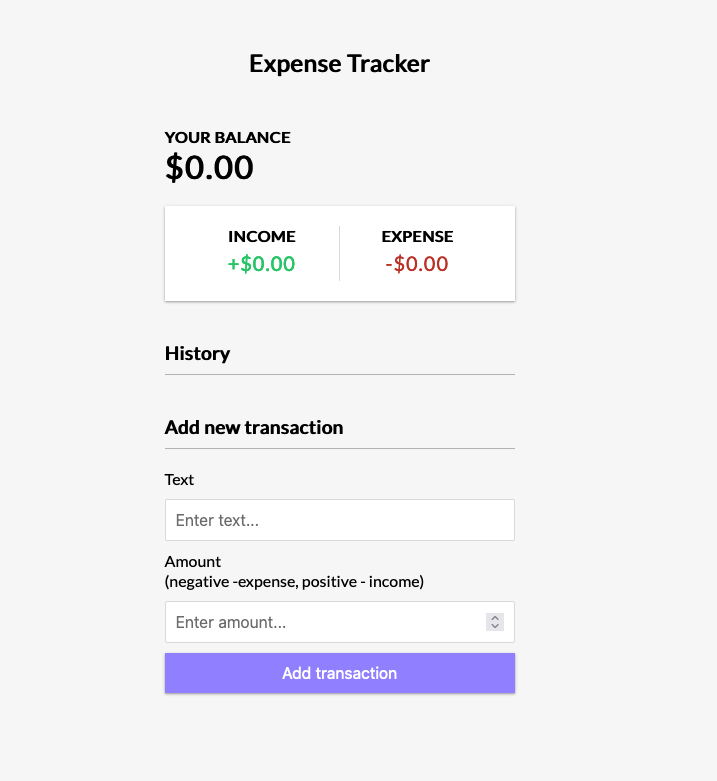 Expense Tracker
YOUR BALANCE
$0.00
INCOME EXPENSE
+$0.00 -$0.00
History
Add new transaction
Text
Enter text...
Amount
(negative -expense, positive - income)
Enter amount...
Add transaction